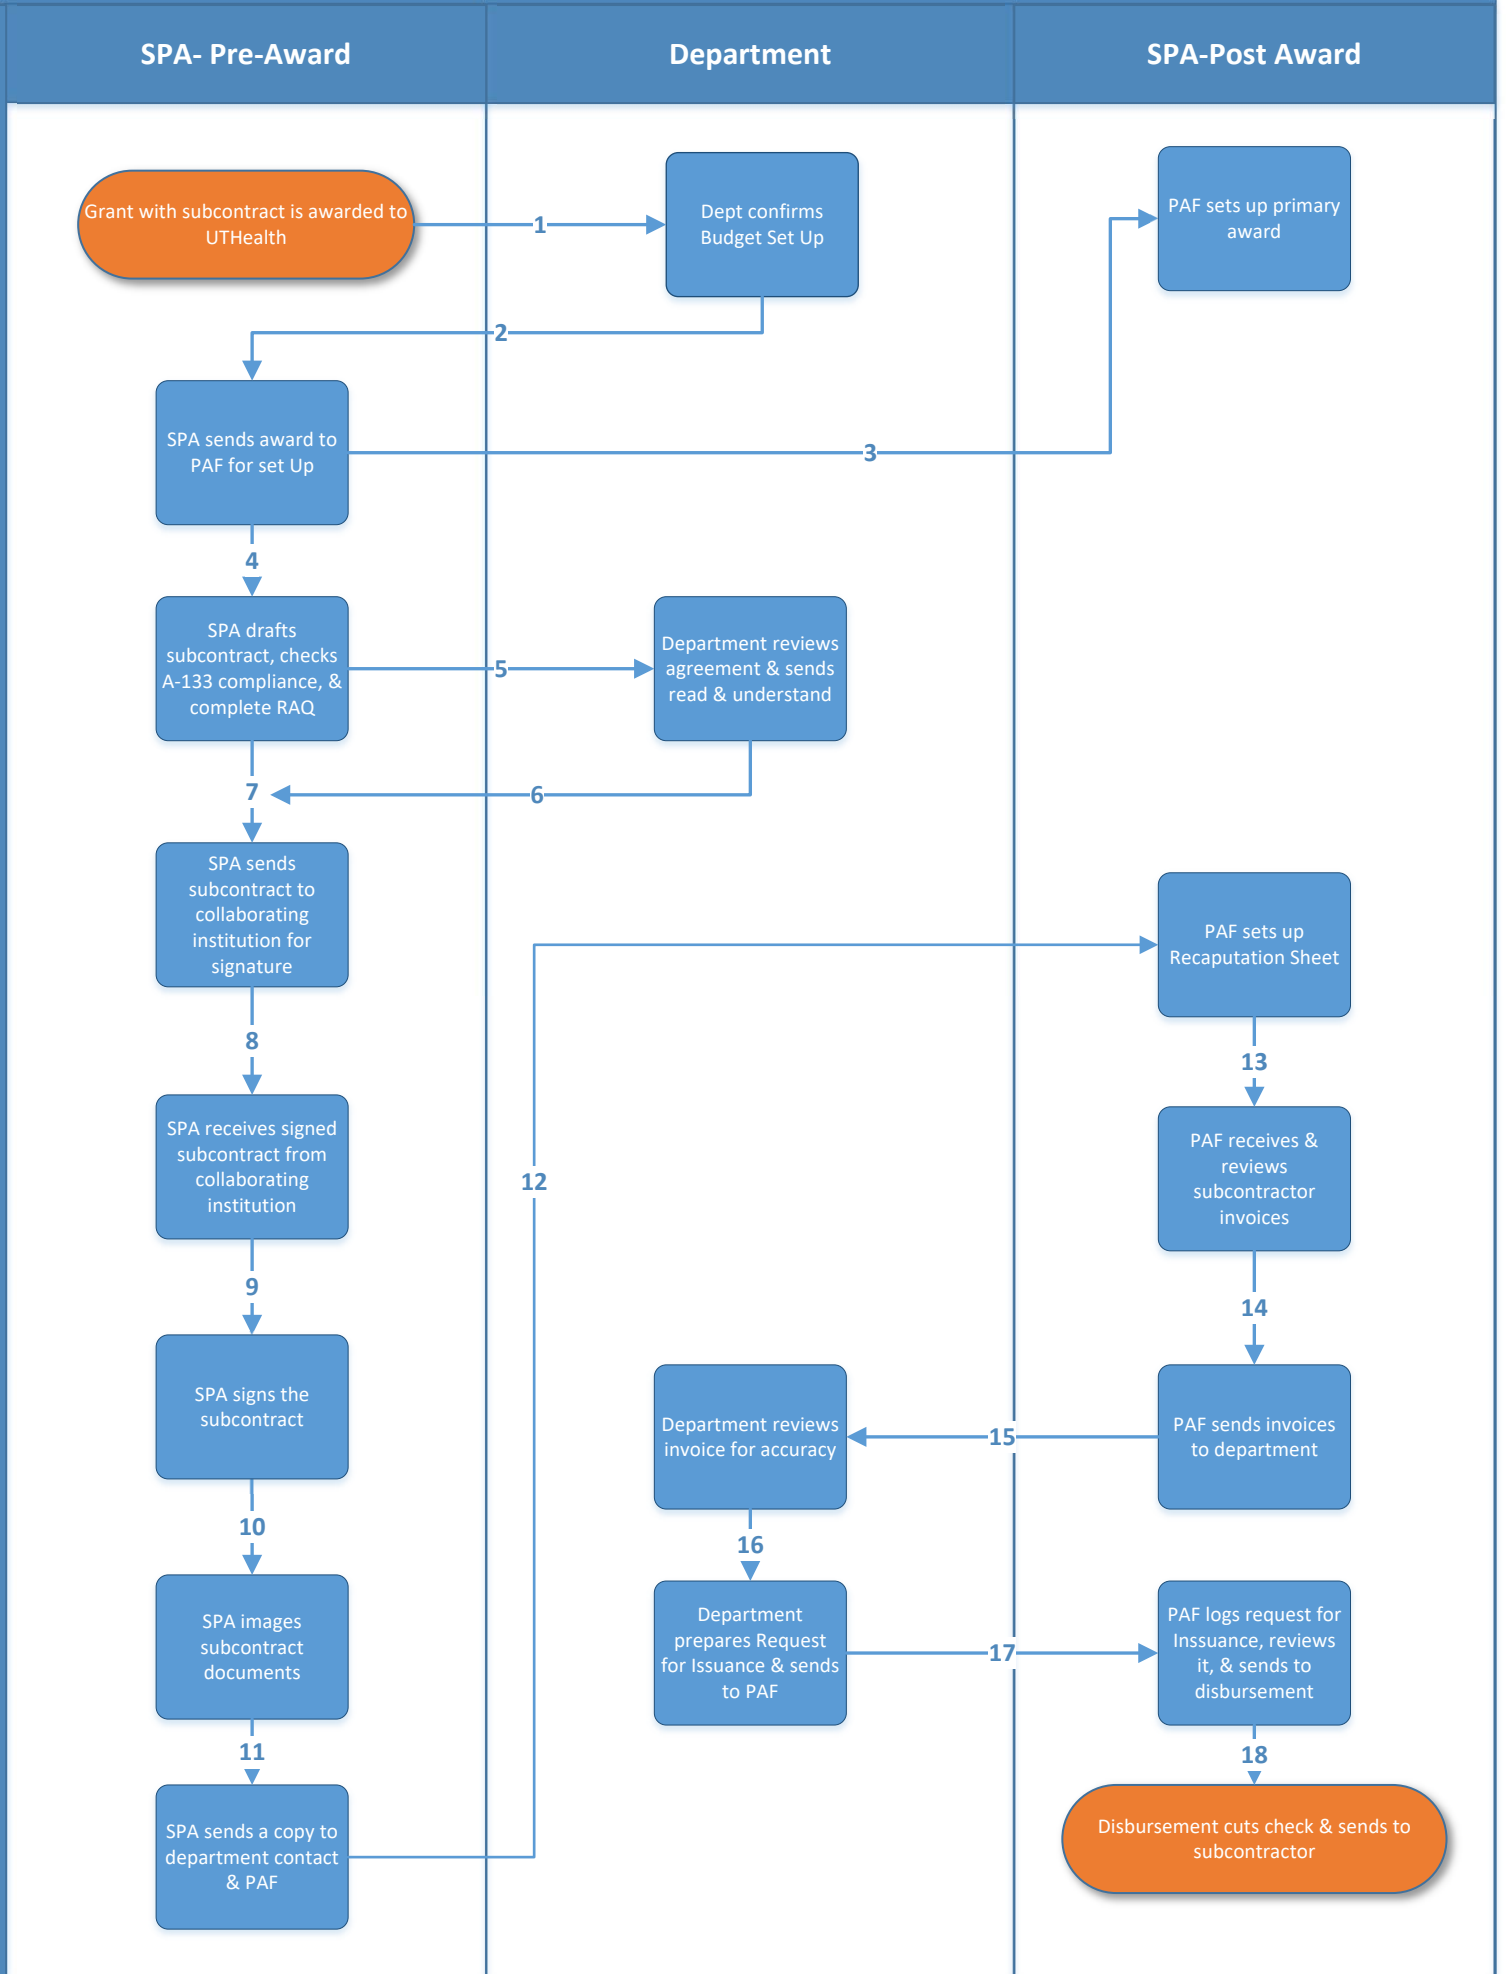 SPA- Pre-Award
Department
SPA-Post Award
Grant with subcontract is awarded to
UTHealth
1
Dept confirms
Budget Set Up
PAF sets up primary
award
2
SPA sends award to
PAF for set Up
3
4
SPA drafts
subcontract, checks
A-133 compliance, &
complete RAQ
5
Department reviews
agreement & sends
read & understand
6
7
SPA sends
subcontract to
collaborating
institution for
signature
8
SPA receives signed
subcontract from
collaborating
institution
9
SPA signs the
subcontract
10
SPA images
subcontract
documents
11
SPA sends a copy to
department contact
& PAF
12
PAF sets up
Recaputation Sheet
13
PAF receives &
reviews
subcontractor
invoices
14
PAF sends invoices
to department
15
Department reviews
invoice for accuracy
16
Department
prepares Request
for Issuance & sends
to PAF
17
PAF logs request for
Inssuance, reviews
it, & sends to
disbursement
18
Disbursement cuts check & sends to
subcontractor